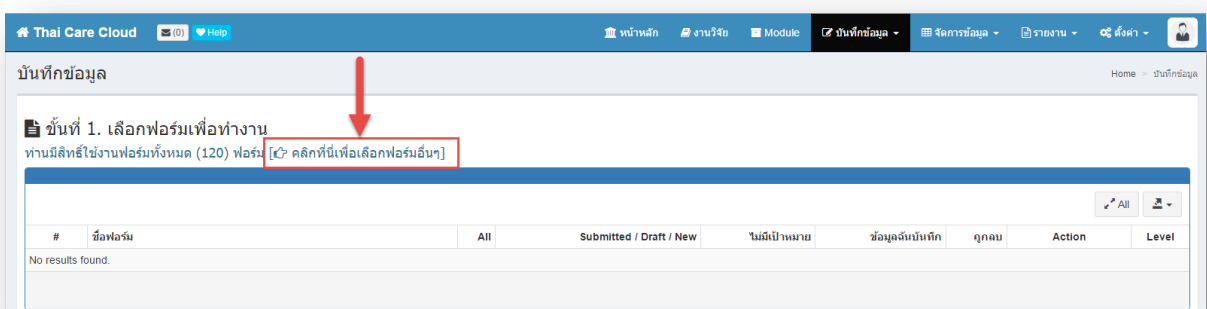 Thai Care Cloud (0) Help หน้าหลัก งานวิจัย Module บันทึกข้อมูล จัดการข้อมูล รายงาน ตั้งค่า
บันทึกข้อมูล Home > บันทึกข้อมูล
ขั้นที่ 1. เลือกฟอร์มเพื่อทำงาน
ท่านมีสิทธิ์ใช้งานฟอร์มทั้งหมด (120) ฟอร์ม [คลิกที่นี่เพื่อเลือกฟอร์มอื่นๆ]
All
# ชื่อฟอร์ม All Submitted / Draft / New ไม่มีเป้าหมาย ข้อมูลฉันบันทึก ถูกลบ Action Level
No results found.